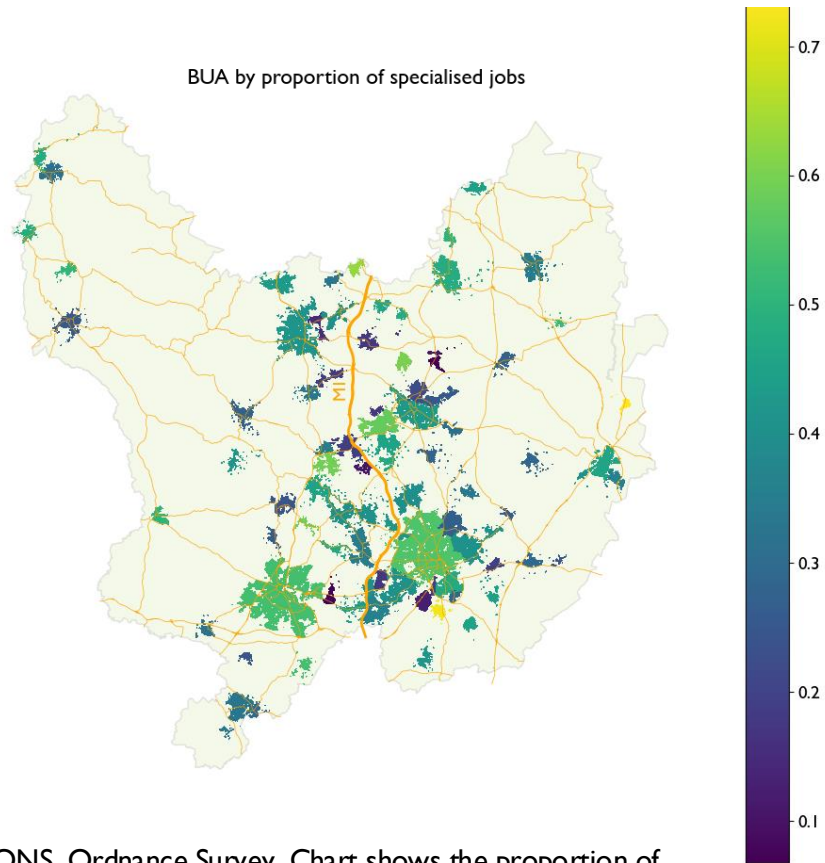 BUA by proportion of specialised jobs
0.7
0.6
0.5
0.4
0.3
0.2
0.1
M1
ONS, Ordnance Survey. Chart shows the proportion of